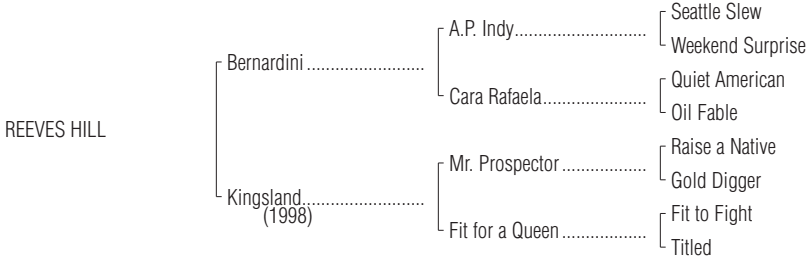 Seattle Slew
A.P. Indy..............................
Weekend Surprise
Bernardini ...........................
Quiet American
Cara Rafaela........................
Oil Fable
REEVES HILL
Raise a Native
Mr. Prospector ...................
Gold Digger
Kingsland............................
(1998)
Fit to Fight
Fit for a Queen...................
Titled